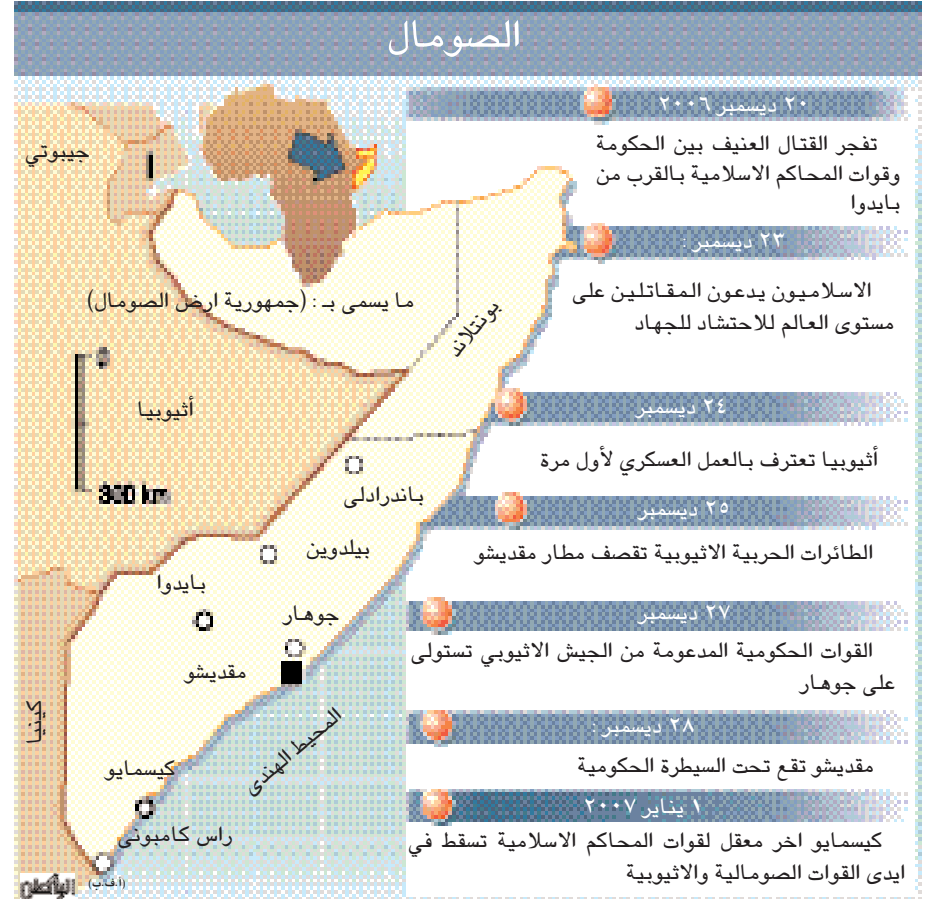 الصومال
٢٠ ديسمبر ٢٠٠٦
تفجر القتال العنيف بين الحكومة
وقوات المحاكم الاسلامية بالقرب من
بايدوا
٢٣ ديسمبر :
الاسلاميون يدعون المقاتلين على
مستوى العالم للاحتشاد للجهاد
٢٤ ديسمبر
أثيوبيا تعترف بالعمل العسكري لأول مرة
٢٥ ديسمبر
الطائرات الحربية الاثيوبية تقصف مطار مقديشو
٢٧ ديسمبر
القوات الحكومية المدعومة من الجيش الاثيوبي تستولى
على جوهار
٢٨ ديسمبر :
مقديشو تقع تحت السيطرة الحكومية
١ يناير ٢٠٠٧
كيسمايو اخر معقل لقوات المحاكم الاسلامية تسقط في
ايدى القوات الصومالية والاثيوبية
جيبوتي
ما يسمى بـ : (جمهورية ارض الصومال)
بونتلاند
0
أثيوبيا
300 km
باندرادلى
بيلدوين
بايدوا
جوهار
مقديشو
كينيا
المحيط الهندى
كيسمايو
راس كامبونى
(أ.ف.ب)
الوطن